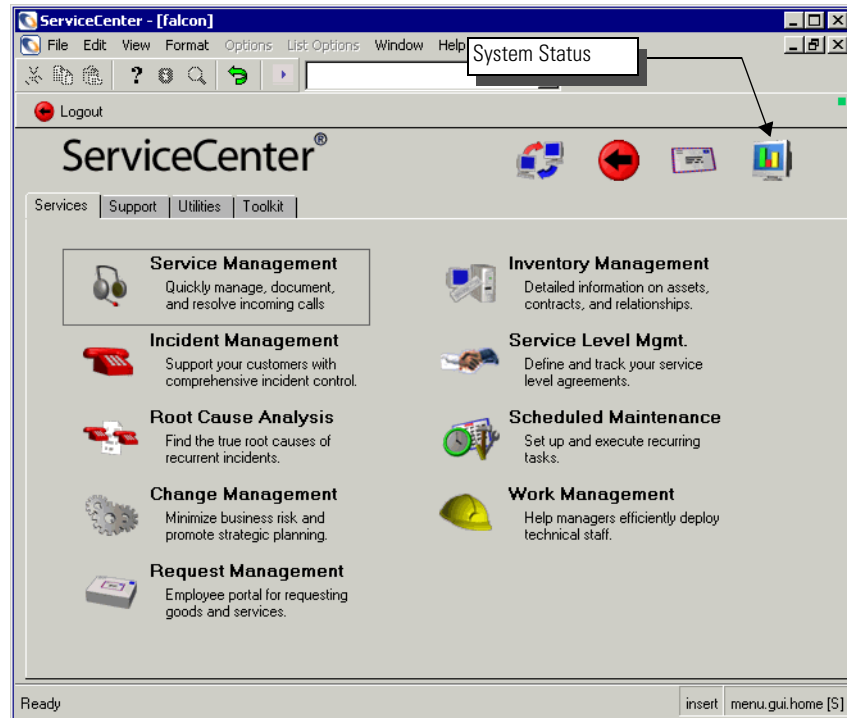 ServiceCenter - [falcon]
File Edit View Format Options List Options Window Help
System Status
Logout
ServiceCenter®
Services Support Utilities Toolkit
Service Management
Quickly manage, document,
and resolve incoming calls
Inventory Management
Detailed information on assets,
contracts, and relationships.
Incident Management
Support your customers with
comprehensive incident control.
Service Level Mgmt.
Define and track your service
level agreements.
Root Cause Analysis
Find the true root causes of
recurrent incidents.
Scheduled Maintenance
Set up and execute recurring
tasks.
Change Management
Minimize business risk and
promote strategic planning.
Work Management
Help managers efficiently deploy
technical staff.
Request Management
Employee portal for requesting
goods and services.
Ready
insert menu.gui.home [S]